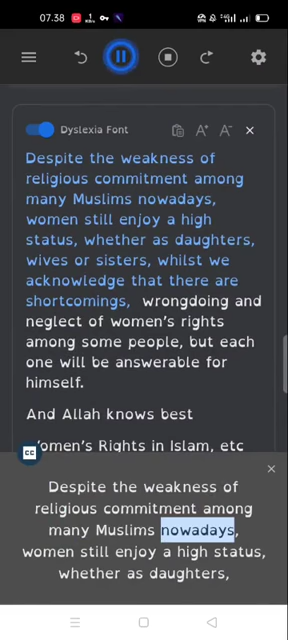 07.38
Dyslexia Font
A+ A-
Despite the weakness of
religious commitment among
many Muslims nowadays,
women still enjoy a high
status, whether as daughters,
wives or sisters, whilst we
acknowledge that there are
shortcomings, wrongdoing and
neglect of women's rights
among some people, but each
one will be answerable for
himself.
And Allah knows best
Women's Rights in Islam, etc
CC
Despite the weakness of
religious commitment among
many Muslims nowadays,
women still enjoy a high status,
whether as daughters,